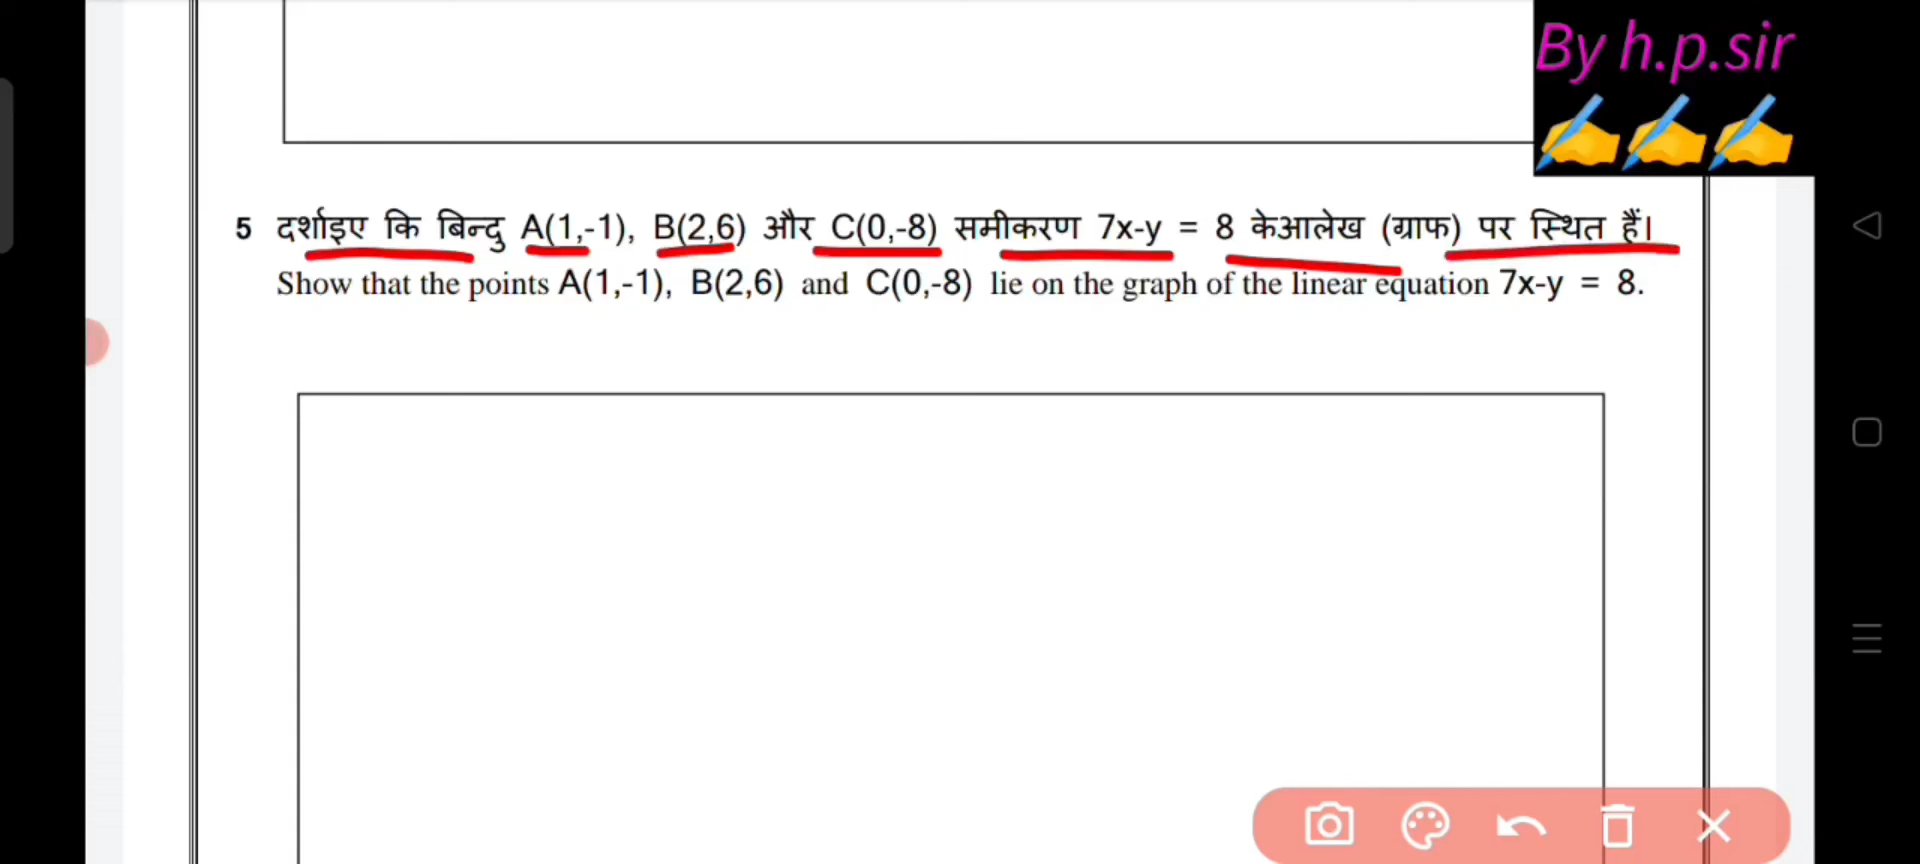 By h.p.sir
5 दर्शाइए कि बिन्दु A(1,-1), B(2,6) और C(0,-8) समीकरण 7x-y = 8 केआलेख (ग्राफ) पर स्थित हैं।
Show that the points A(1,-1), B(2,6) and C(0,-8) lie on the graph of the linear equation 7x-y = 8.